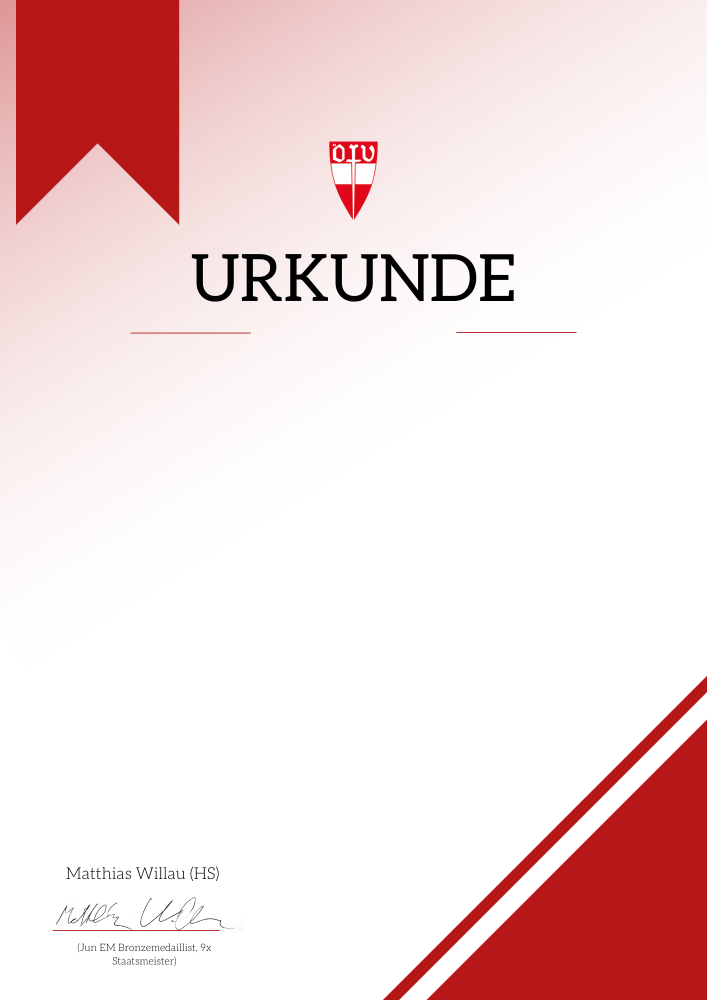 ÖTV
URKUNDE
Matthias Willau (HS)
(Jun EM Bronzemedaillist, 9x
Staatsmeister)